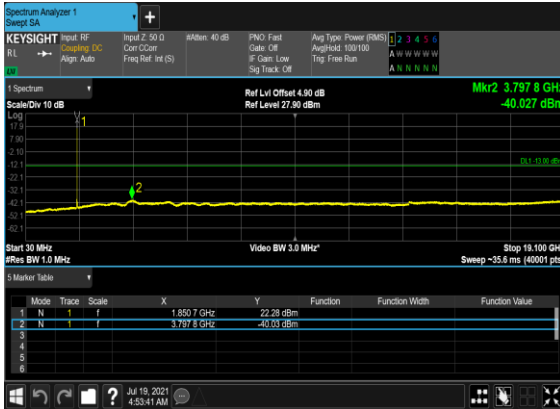 Spectrum Analyzer 1
Swept SA
+
KEYSIGHT Input: RF Input Z: 50 Ω #Atten: 40 dB PNO: Fast Avg Type: Power (RMS) 1 2 3 4 5 6
RL Coupling: DC Corr CCorr Gate: Off Avg|Hold: 100/100 A W W W W W
Align: Auto Freq Ref: Int (S) IF Gain: Low Trig: Free Run
Sig Track: Off A N N N N N
1 Spectrum Ref Lvl Offset 4.90 dB Mkr2 3.797 8 GHz
Scale/Div 10 dB Ref Level 27.90 dBm -40.027 dBm
Log
17.9 1
7.90
-2.10
-12.1 DL1 -13.00 dBm
-22.1
-32.1 2
-42.1
-52.1
-62.1
Start 30 MHz Video BW 3.0 MHz* Stop 19.100 GHz
#Res BW 1.0 MHz Sweep ~35.6 ms (40001 pts
5 Marker Table
Mode Trace Scale X Y Function Function Width Function Value
1 N 1 f 1.850 7 GHz 22.28 dBm
2 N 1 f 3.797 8 GHz -40.03 dBm
3
4
5
6
? Jul 19, 2021
4:53:41 AM